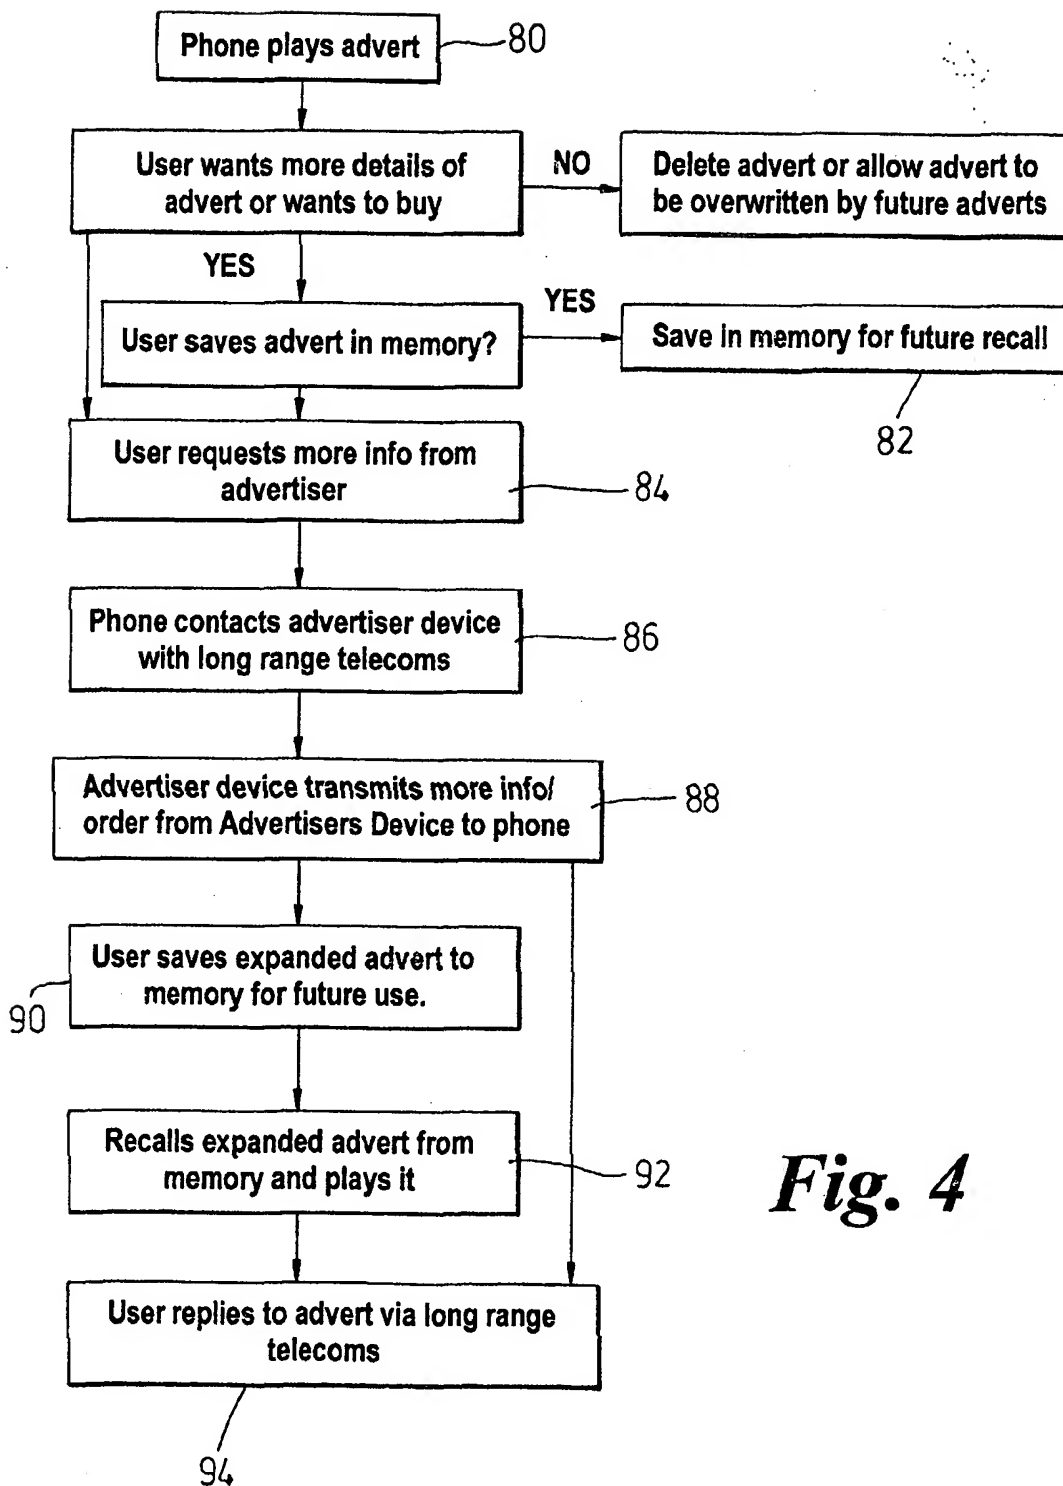 Phone plays advert
80
User wants more details of
advert or wants to buy
NO
Delete advert or allow advert to
be overwritten by future adverts
YES
User saves advert in memory?
YES
Save in memory for future recall
82
User requests more info from
advertiser
84
Phone contacts advertiser device
with long range telecoms
86
Advertiser device transmits more info/
order from Advertisers Device to phone
88
User saves expanded advert to
memory for future use.
90
Recalls expanded advert from
memory and plays it
92
Fig. 4
User replies to advert via long range
telecoms
94